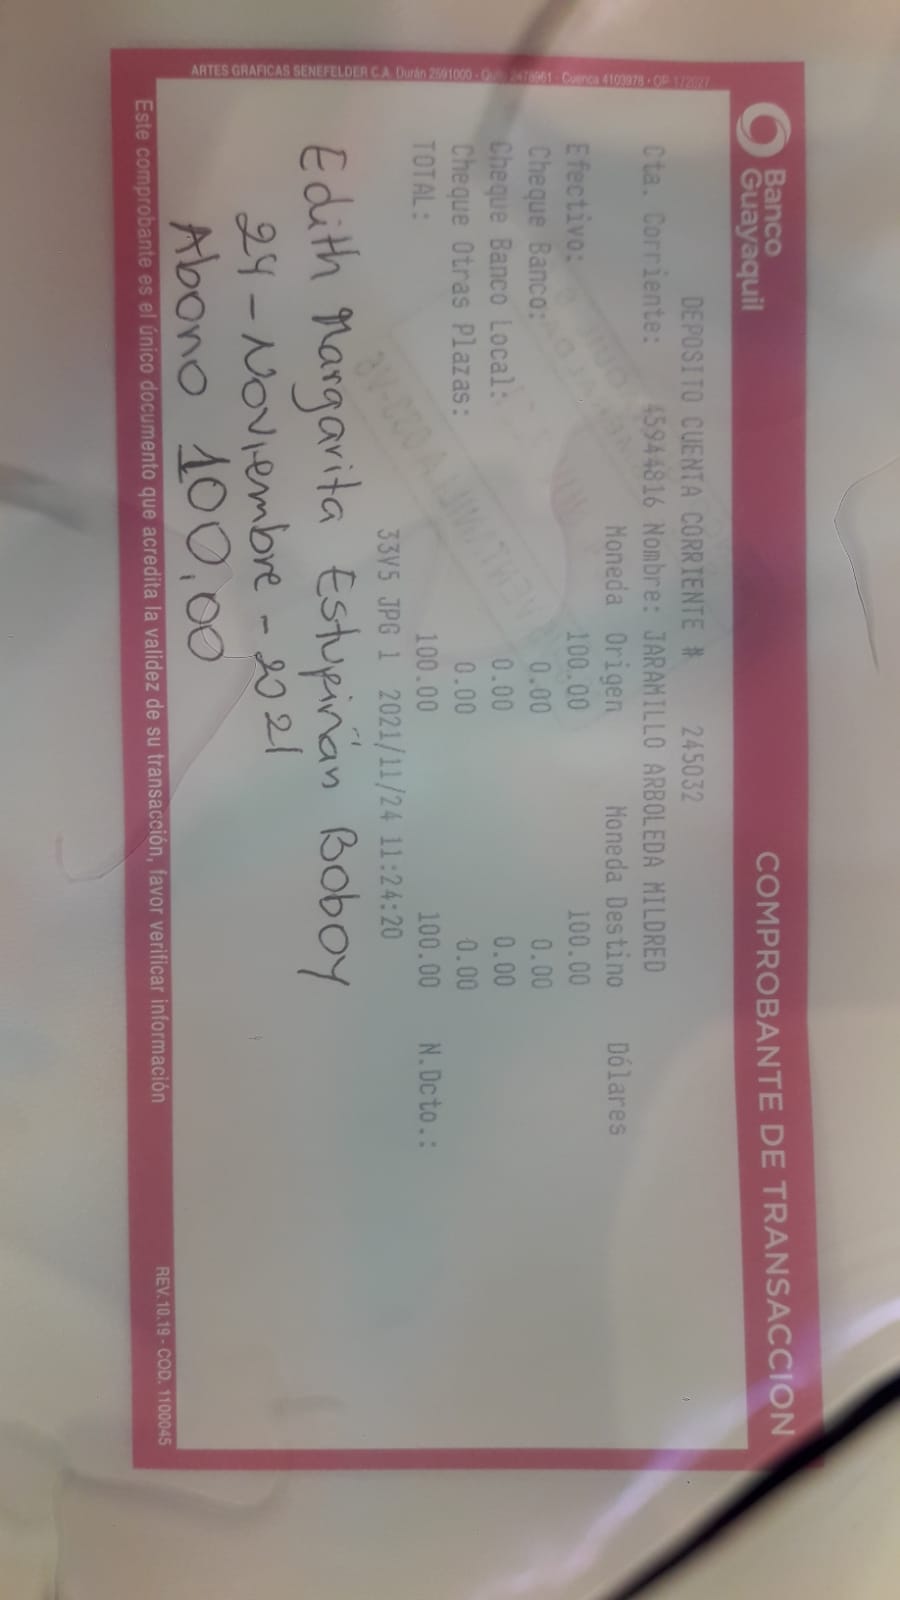 Banco
Guayaquil
COMPROBANTE DE TRANSACCION
DEPOSITO CUENTA CORRIENTE # 245032
Cta. Corriente: 45944816 Nombre: JARAMILLO ARBOLEDA MILDRED
Moneda Origen Moneda Destino Dólares
Efectivo: 100.00 100.00
Cheque Banco: 0.00 0.00
Cheque Banco Local: 0.00 0.00
Cheque Otras Plazas: 0.00 0.00
TOTAL: 100.00 100.00 N.Dcto.:
33V5 JPG 1 2021/11/24 11:24:20
Edith Margarita Estupiñán Boboy
24-Noviembre-2021
Abono 100,00
Este comprobante es el único documento que acredita la validez de su transacción, favor verificar información
REV. 10.19 - COD. 1100045
ARTES GRAFICAS SENEFELDER C.A. Durán 2591000